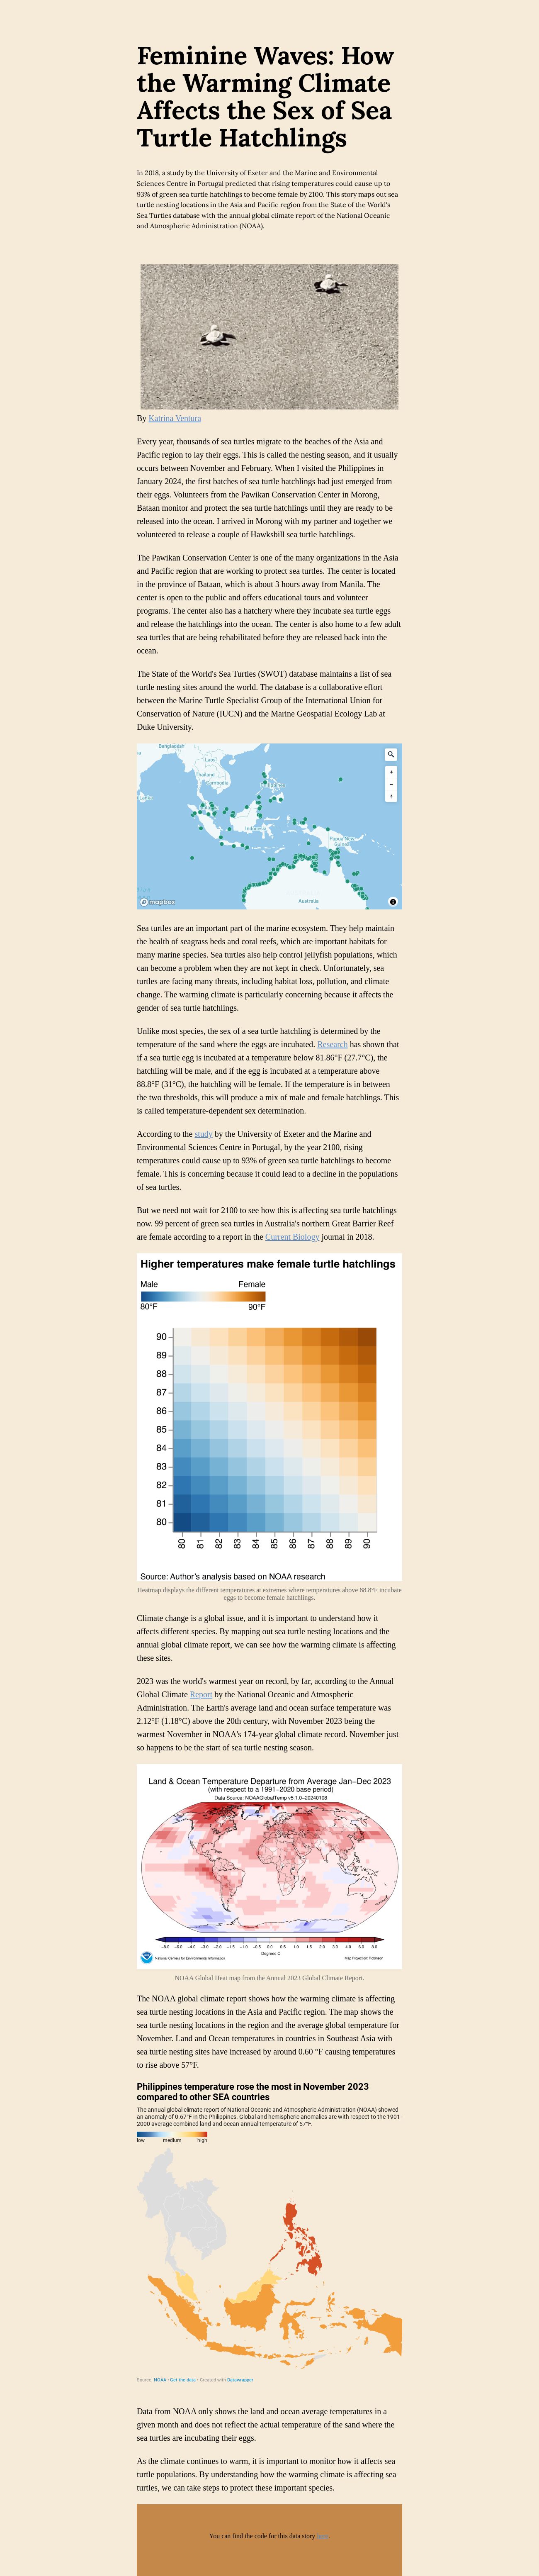 Feminine Waves: How
the Warming Climate
Affects the Sex of Sea
Turtle Hatchlings
In 2018, a study by the University of Exeter and the Marine and Environmental
Sciences Centre in Portugal predicted that rising temperatures could cause up to
93% of green sea turtle hatchlings to become female by 2100. This story maps out sea
turtle nesting locations in the Asia and Pacific region from the State of the World's
Sea Turtles database with the annual global climate report of the National Oceanic
and Atmospheric Administration (NOAA).
By Katrina Ventura
Every year, thousands of sea turtles migrate to the beaches of the Asia and
Pacific region to lay their eggs. This is called the nesting season, and it usually
occurs between November and February. When I visited the Philippines in
January 2024, the first batches of sea turtle hatchlings had just emerged from
their eggs. Volunteers from the Pawikan Conservation Center in Morong,
Bataan monitor and protect the sea turtle hatchlings until they are ready to be
released into the ocean. I arrived in Morong with my partner and together we
volunteered to release a couple of Hawksbill sea turtle hatchlings.
The Pawikan Conservation Center is one of the many organizations in the Asia
and Pacific region that are working to protect sea turtles. The center is located
in the province of Bataan, which is about 3 hours away from Manila. The
center is open to the public and offers educational tours and volunteer
programs. The center also has a hatchery where they incubate sea turtle eggs
and release the hatchlings into the ocean. The center is also home to a few adult
sea turtles that are being rehabilitated before they are released back into the
ocean.
The State of the World's Sea Turtles (SWOT) database maintains a list of sea
turtle nesting sites around the world. The database is a collaborative effort
between the Marine Turtle Specialist Group of the International Union for
Conservation of Nature (IUCN) and the Marine Geospatial Ecology Lab at
Duke University.
Bangladesh
Laos
Thailand
Cambodia
Papua New
Australia
mapbox
Sea turtles are an important part of the marine ecosystem. They help maintain
the health of seagrass beds and coral reefs, which are important habitats for
many marine species. Sea turtles also help control jellyfish populations, which
can become a problem when they are not kept in check. Unfortunately, sea
turtles are facing many threats, including habitat loss, pollution, and climate
change. The warming climate is particularly concerning because it affects the
gender of sea turtle hatchlings.
Unlike most species, the sex of a sea turtle hatchling is determined by the
temperature of the sand where the eggs are incubated. Research has shown that
if a sea turtle egg is incubated at a temperature below 81.86°F (27.7°C), the
hatchling will be male, and if the egg is incubated at a temperature above
88.8°F (31°C), the hatchling will be female. If the temperature is in between
the two thresholds, this will produce a mix of male and female hatchlings. This
is called temperature-dependent sex determination.
According to the study by the University of Exeter and the Marine and
Environmental Sciences Centre in Portugal, by the year 2100, rising
temperatures could cause up to 93% of green sea turtle hatchlings to become
female. This is concerning because it could lead to a decline in the populations
of sea turtles.
But we need not wait for 2100 to see how this is affecting sea turtle hatchlings
now. 99 percent of green sea turtles in Australia's northern Great Barrier Reef
are female according to a report in the Current Biology journal in 2018.
Higher temperatures make female turtle hatchlings
Male Female
80°F 90°F
90
89
88
87
86
85
84
83
82
81
80
80 81 82 83 84 85 86 87 88 89 90
Source: Author's analysis based on NOAA research
Heatmap displays the different temperatures at extremes where temperatures above 88.8°F incubate
eggs to become female hatchlings.
Climate change is a global issue, and it is important to understand how it
affects different species. By mapping out sea turtle nesting locations and the
annual global climate report, we can see how the warming climate is affecting
these sites.
2023 was the world's warmest year on record, by far, according to the Annual
Global Climate Report by the National Oceanic and Atmospheric
Administration. The Earth's average land and ocean surface temperature was
2.12°F (1.18°C) above the 20th century, with November 2023 being the
warmest November in NOAA's 174-year global climate record. November just
so happens to be the start of sea turtle nesting season.
Land & Ocean Temperature Departure from Average Jan–Dec 2023
(with respect to a 1991–2020 base period)
Data Source: NOAAGlobalTemp v5.1.0–20240108
-8.0 -6.0 -4.0 -3.0 -2.0 -1.5 -1.0 -0.5 0.0 0.5 1.0 1.5 2.0 3.0 4.0 6.0 8.0
Degrees C
National Centers for Environmental Information
Map Projection: Robinson
NOAA Global Heat map from the Annual 2023 Global Climate Report.
The NOAA global climate report shows how the warming climate is affecting
sea turtle nesting locations in the Asia and Pacific region. The map shows the
sea turtle nesting locations in the region and the average global temperature for
November. Land and Ocean temperatures in countries in Southeast Asia with
sea turtle nesting sites have increased by around 0.60 °F causing temperatures
to rise above 57°F.
Philippines temperature rose the most in November 2023
compared to other SEA countries
The annual global climate report of National Oceanic and Atmospheric Administration (NOAA) showed
an anomaly of 0.67°F in the Philippines. Global and hemispheric anomalies are with respect to the 1901-
2000 average combined land and ocean annual temperature of 57°F.
low medium high
Source: NOAA • Get the data • Created with Datawrapper
Data from NOAA only shows the land and ocean average temperatures in a
given month and does not reflect the actual temperature of the sand where the
sea turtles are incubating their eggs.
As the climate continues to warm, it is important to monitor how it affects sea
turtle populations. By understanding how the warming climate is affecting sea
turtles, we can take steps to protect these important species.
You can find the code for this data story here.